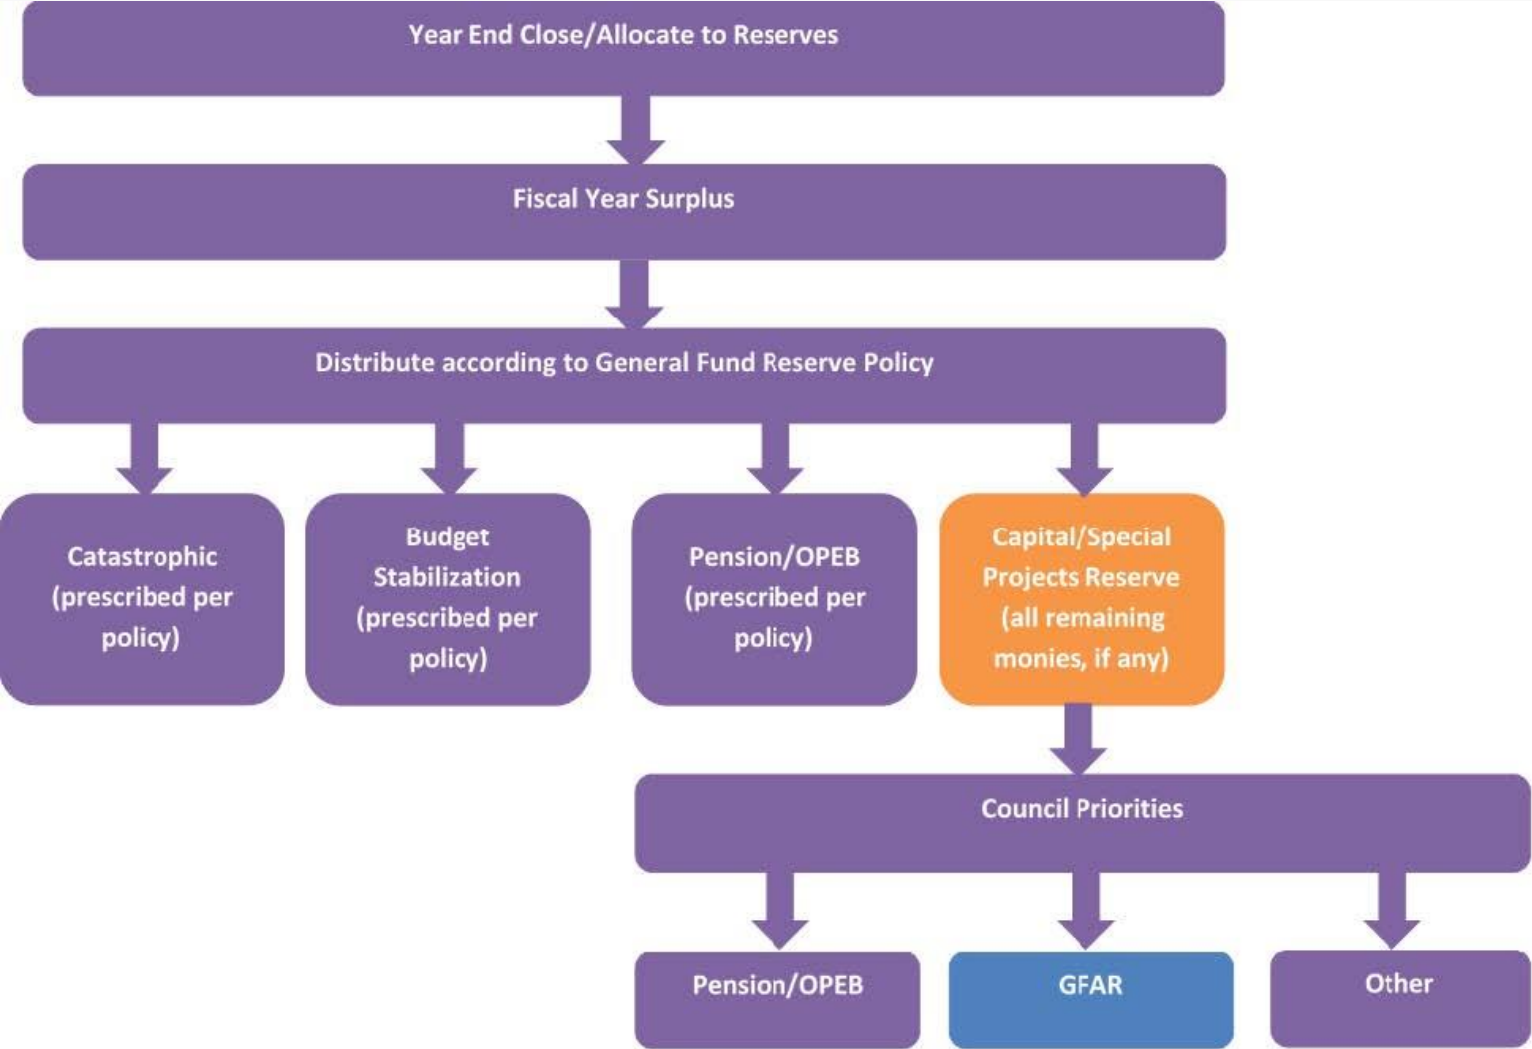 Year End Close/Allocate to Reserves
Fiscal Year Surplus
Distribute according to General Fund Reserve Policy
Catastrophic
(prescribed per
policy)
Budget
Stabilization
(prescribed per
policy)
Pension/OPEB
(prescribed per
policy)
Capital/Special
Projects Reserve
(all remaining
monies, if any)
Council Priorities
Pension/OPEB
GFAR
Other